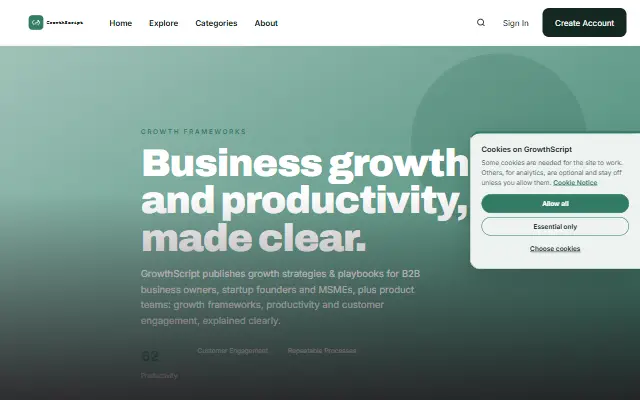 GrowthScript
Home Explore Categories About
Sign In
Create Account
GROWTH FRAMEWORKS
Business growth
and productivity,
made clear.
GrowthScript publishes growth strategies & playbooks for B2B
business owners, startup founders and MSMEs, plus product
teams: growth frameworks, productivity and customer
engagement, explained clearly.
62
Customer Engagement
Repeatable Processes
Productivity
Cookies on GrowthScript
Some cookies are needed for the site to work.
Others, for analytics, are optional and stay off
unless you allow them. Cookie Notice
Allow all
Essential only
Choose cookies